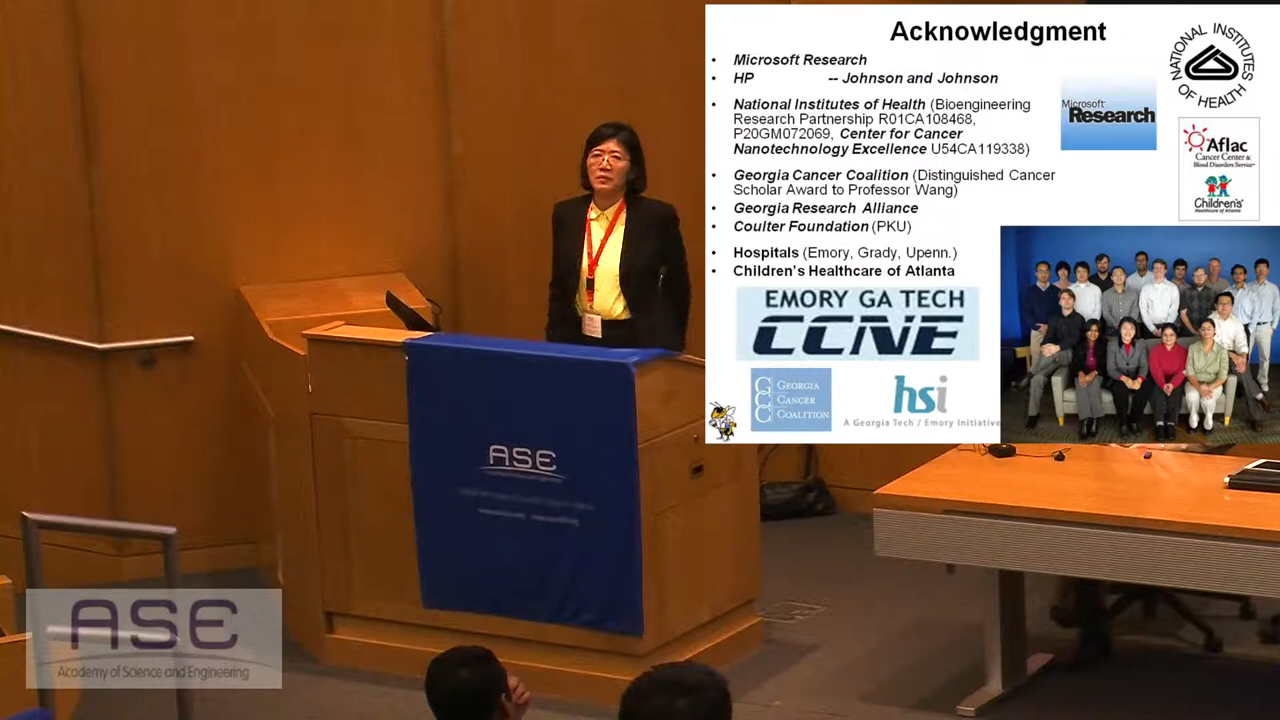 Acknowledgment
• Microsoft Research
• HP -- Johnson and Johnson
• National Institutes of Health (Bioengineering
Research Partnership R01CA108468,
P20GM072069, Center for Cancer
Nanotechnology Excellence U54CA119338)
• Georgia Cancer Coalition (Distinguished Cancer
Scholar Award to Professor Wang)
• Georgia Research Alliance
• Coulter Foundation (PKU)
• Hospitals (Emory, Grady, Upenn.)
• Children's Healthcare of Atlanta
NATIONAL INSTITUTES
OF HEALTH
Microsoft
Research
Aflac
Cancer Center &
Blood Disorders Service
Children's
Healthcare of Atlanta
EMORY GA TECH
CCNE
GCC
GEORGIA
CANCER
COALITION
hsi
A Georgia Tech / Emory Initiative
ASE
ASE
Academy of Science and Engineering